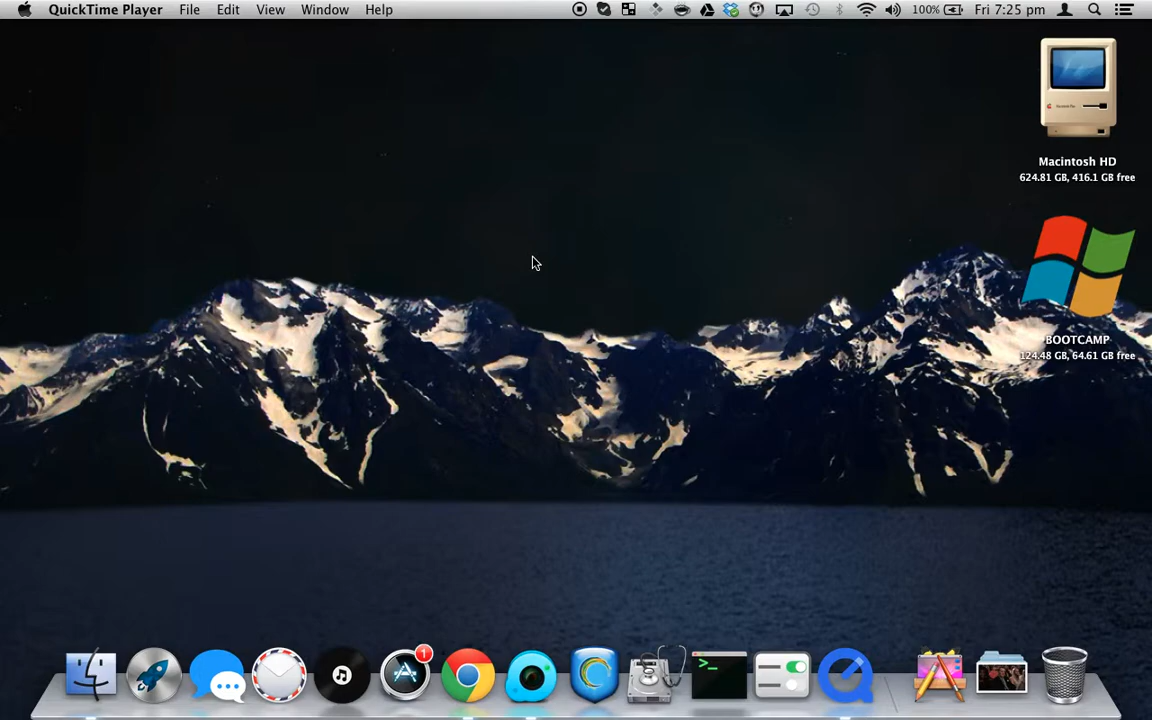 QuickTime Player File Edit View Window Help 100% Fri 7:25 pm
Macintosh HD
624.81 GB, 416.1 GB free
BOOTCAMP
124.48 GB, 64.61 GB free
1
>_